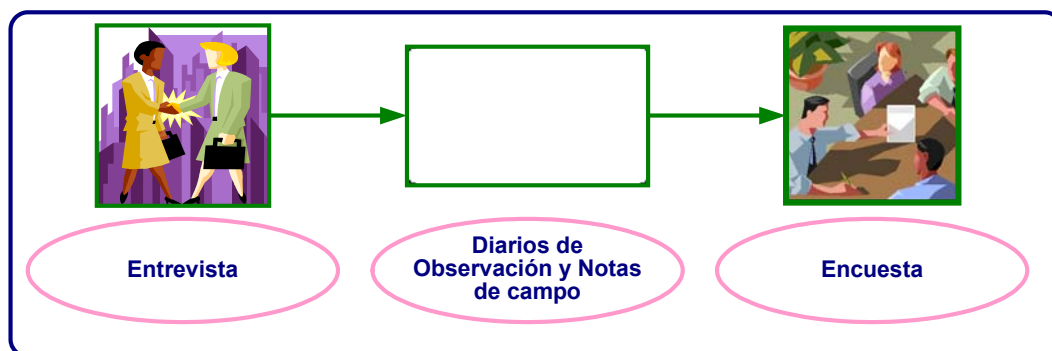 Entrevista
Diarios de
Observación y Notas
de campo
Encuesta